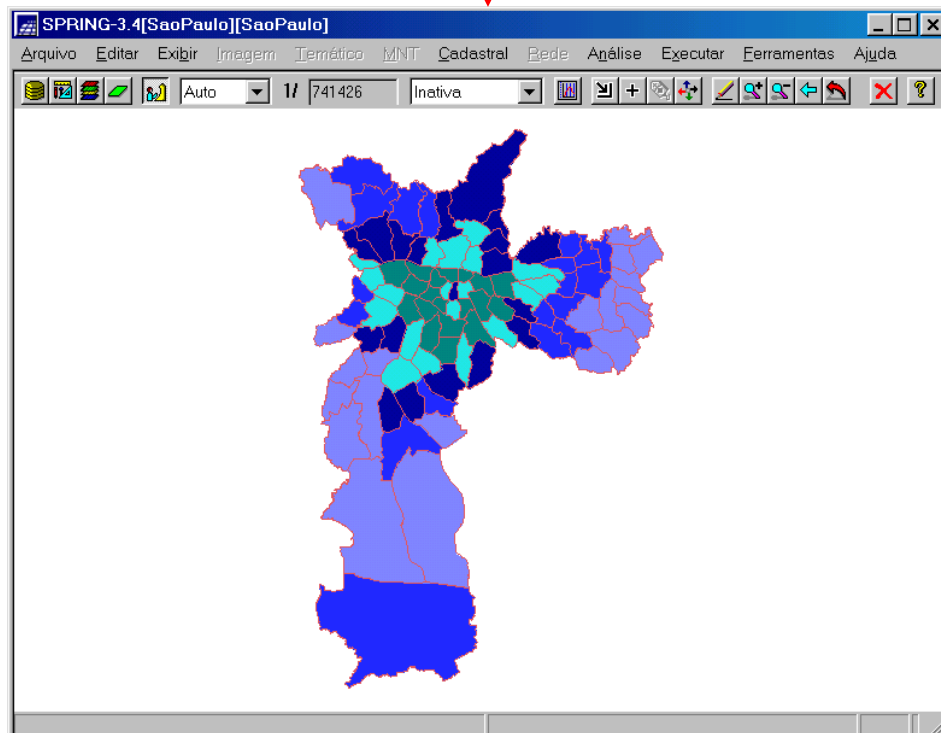 SPRING-3.4[SaoPaulo][SaoPaulo]
Arquivo Editar Exibir Imagem Temático MNT Cadastral Rede Análise Executar Ferramentas Ajuda
Auto 1/ 741426 Inativa